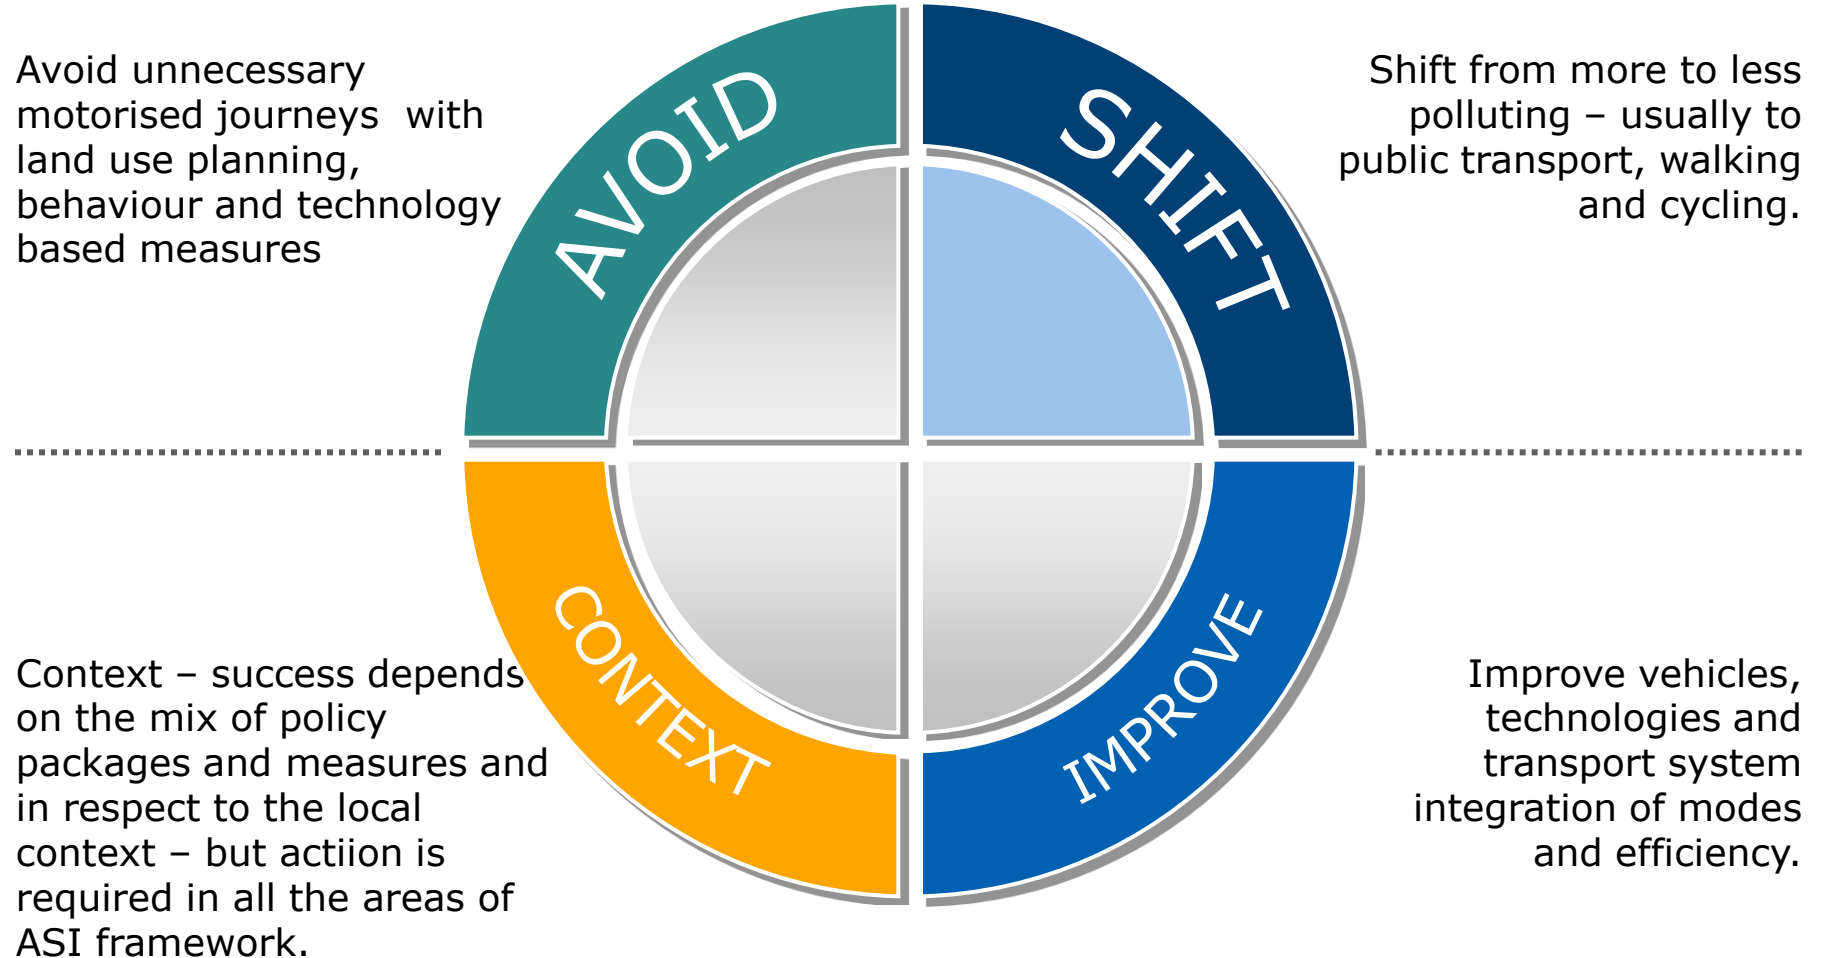 Avoid unnecessary
motorised journeys  with
land use planning,
behaviour and technology
based measures
AVOID
SHIFT
Shift from more to less
polluting – usually to
public transport, walking
and cycling.
Context – success depends
on the mix of policy
packages and measures and
in respect to the local
context – but actiion is
required in all the areas of
ASI framework.
CONTEXT
IMPROVE
Improve vehicles,
technologies and
transport system
integration of modes
and efficiency.